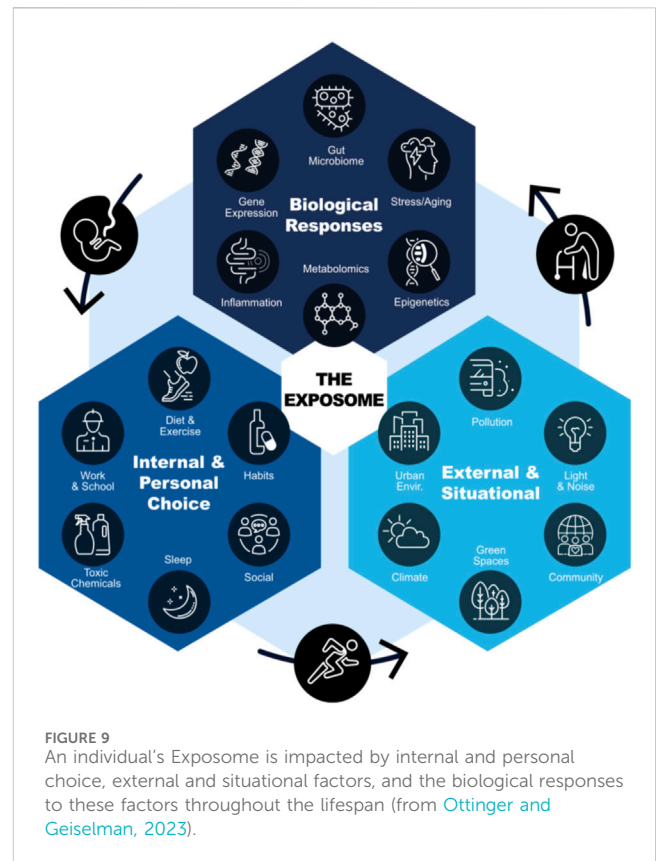 Gut
Microbiome
Gene
Expression
Stress/Aging
Biological
Responses
Inflammation
Metabolomics
Epigenetics
THE
EXPOSOME
Diet &
Exercise
Work
& School
Habits
Internal &
Personal
Choice
Toxic
Chemicals
Sleep
Social
Pollution
Urban
Envir.
Light
& Noise
External &
Situational
Climate
Green
Spaces
Community
FIGURE 9
An individual's Exposome is impacted by internal and personal
choice, external and situational factors, and the biological responses
to these factors throughout the lifespan (from Ottinger and
Geiselman, 2023).